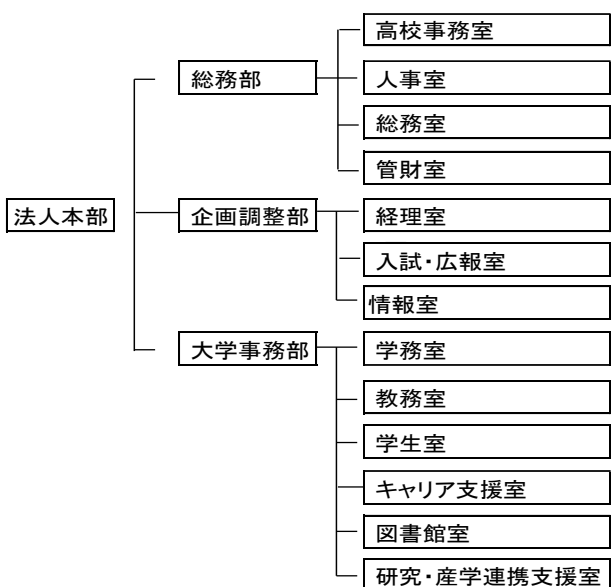 高校事務室
総務部
人事室
総務室
管財室
法人本部
企画調整部
経理室
入試・広報室
情報室
大学事務部
学務室
教務室
学生室
キャリア支援室
図書館室
研究・産学連携支援室